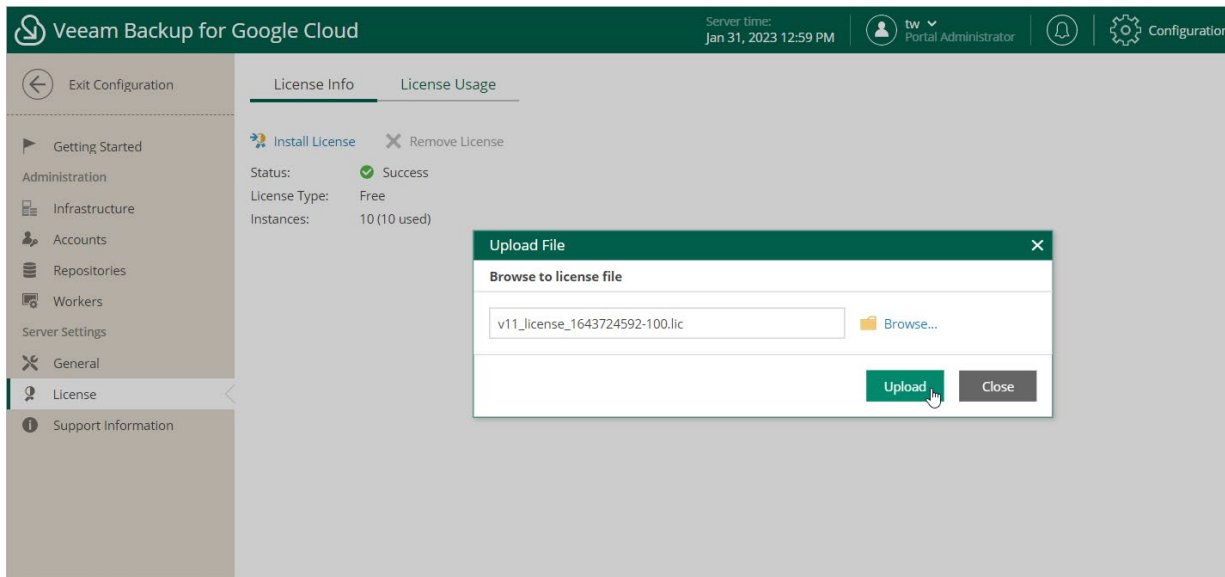 Veeam Backup for Google Cloud
Server time:
Jan 31, 2023 12:59 PM
tw
Portal Administrator
Configuration
Exit Configuration
License Info
License Usage
Getting Started
Install License
Remove License
Administration
Status:
Success
License Type:
Free
Infrastructure
Instances:
10 (10 used)
Accounts
Upload File
Repositories
Browse to license file
Workers
Server Settings
v11_license_1643724592-100.lic
Browse...
General
License
Upload
Close
Support Information